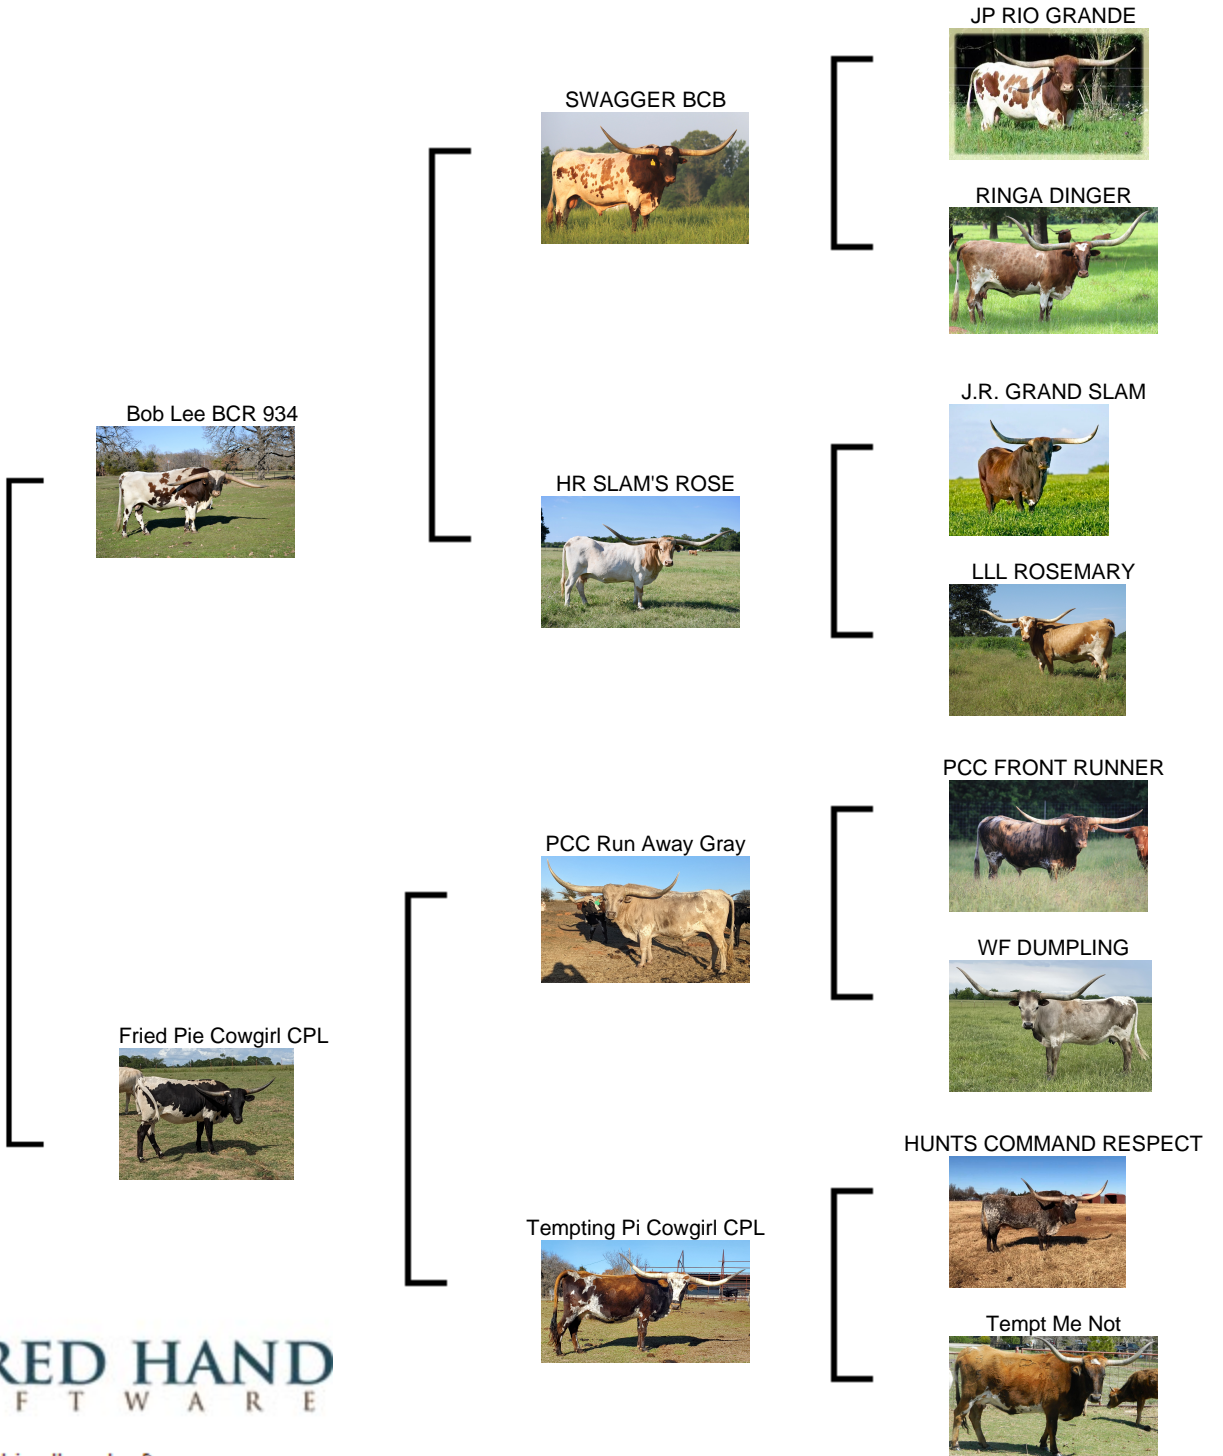 JP RIO GRANDE
SWAGGER BCB
RINGA DINGER
J.R. GRAND SLAM
Bob Lee BCR 934
HR SLAM'S ROSE
LLL ROSEMARY
PCC FRONT RUNNER
PCC Run Away Gray
WF DUMPLING
Fried Pie Cowgirl CPL
HUNTS COMMAND RESPECT
Tempting Pi Cowgirl CPL
Tempt Me Not
RED HAND
F T W A R E